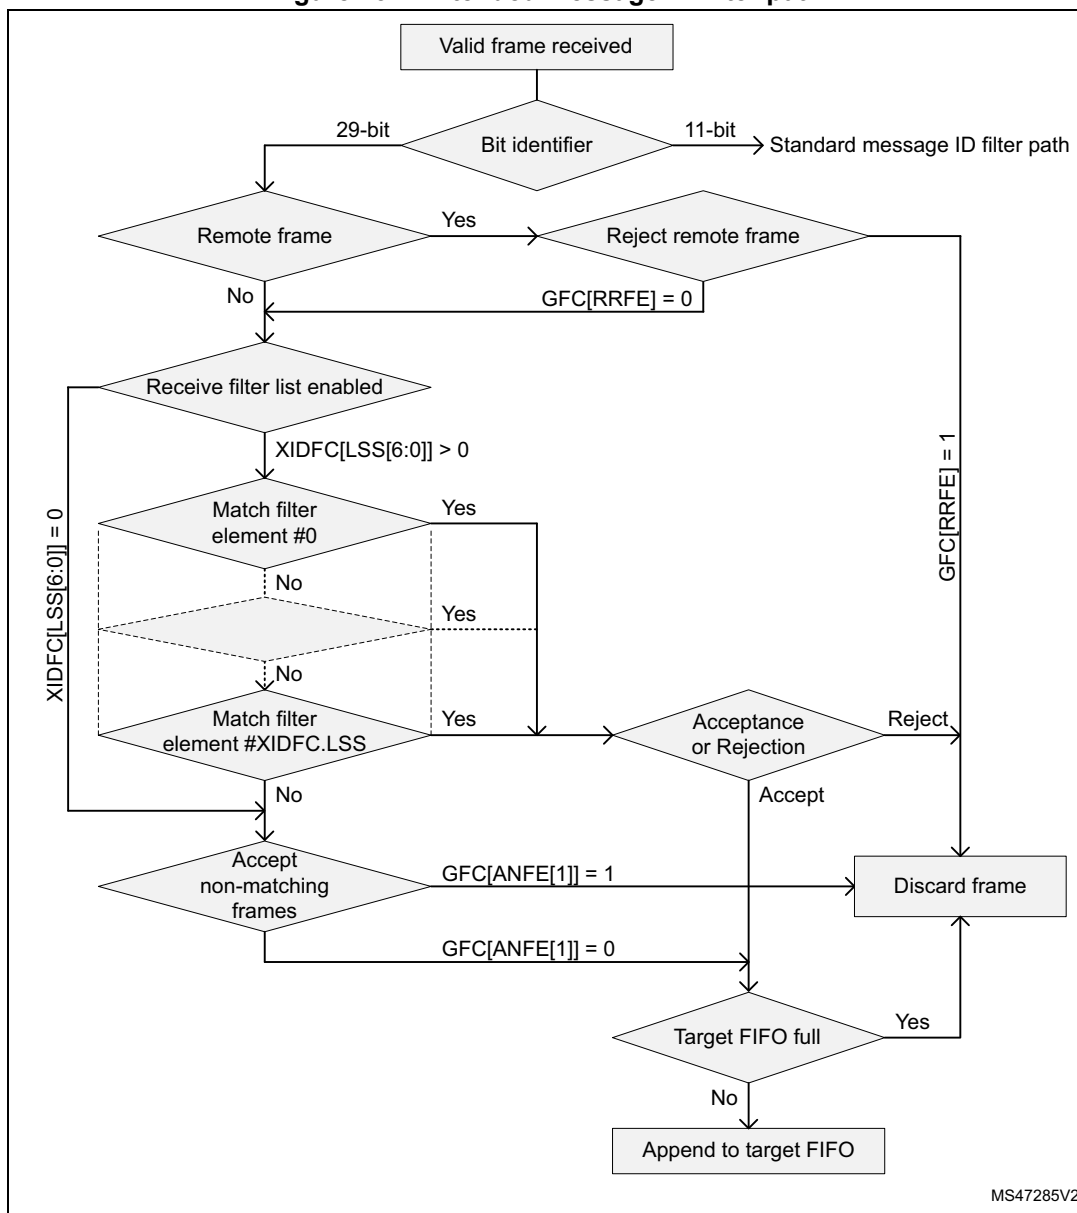 Valid frame received
29-bit
11-bit
Bit identifier
Standard message ID filter path
Remote frame
Yes
Reject remote frame
No
GFC[RRFE] = 0
Receive filter list enabled
XIDFC[LSS[6:0]] > 0
XIDFC[LSS[6:0]] = 0
GFC[RRFE] = 1
Match filter
element #0
Yes
No
Yes
No
Match filter
element #XIDFC.LSS
Yes
Acceptance
or Rejection
Reject
No
Accept
Accept
non-matching
frames
GFC[ANFE[1]] = 1
Discard frame
GFC[ANFE[1]] = 0
Target FIFO full
Yes
No
Append to target FIFO
MS47285V2